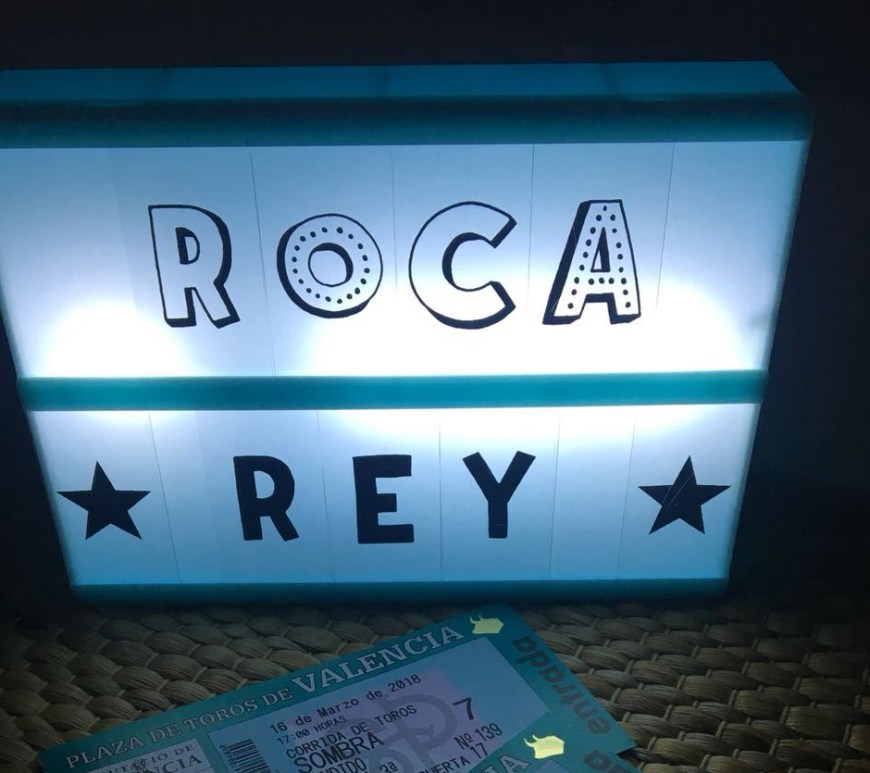 ROCA
★ REY ★
PLAZA DE TOROS DE VALENCIA
entrada
16 de Marzo de 2018
17:00 HORAS
CORRIDA DE TOROS
SOMBRA
7
Nº 139
3ª
17